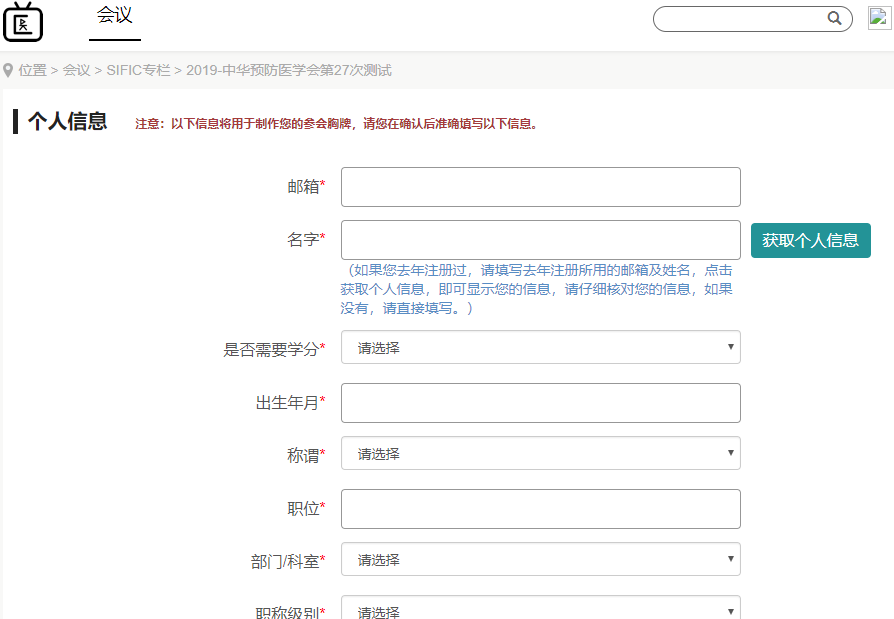 会议
位置 > 会议 > SIFIC专栏 > 2019-中华预防医学会第27次测试
个人信息
注意：以下信息将用于制作您的参会胸牌，请您在确认后准确填写以下信息。
邮箱*
名字*
获取个人信息
（如果您去年注册过，请填写去年注册所用的邮箱及姓名，点击
获取个人信息，即可显示您的信息，请仔细核对您的信息，如果
没有，请直接填写。）
是否需要学分* 请选择
出生年月*
称谓* 请选择
职位*
部门/科室* 请选择
职称级别* 请选择